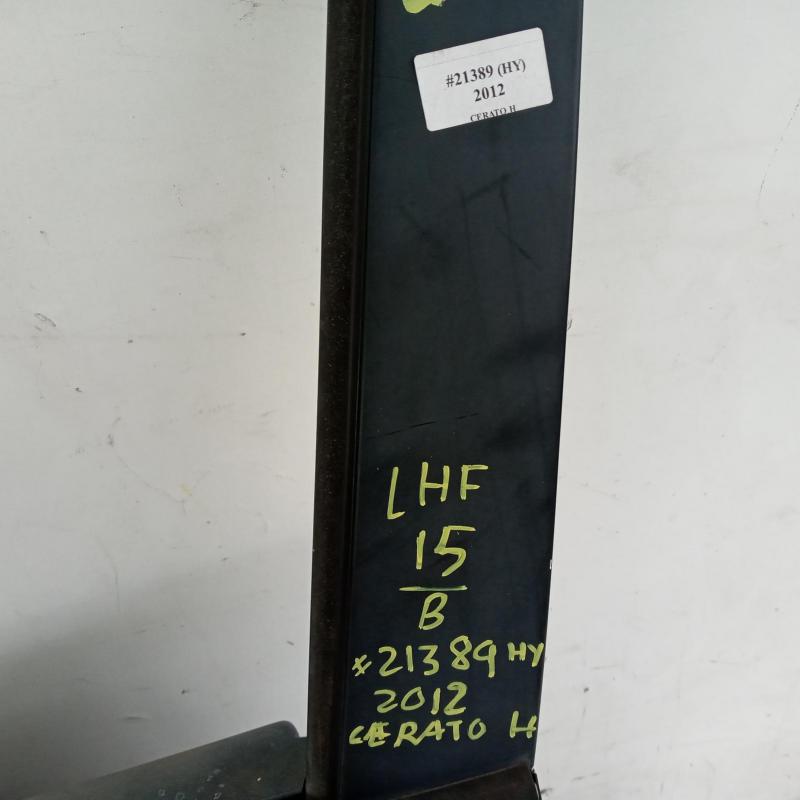 #21389 (HY)
2012
CERATO H
LHF
15
B
*21389 HY
2012
CERATO H